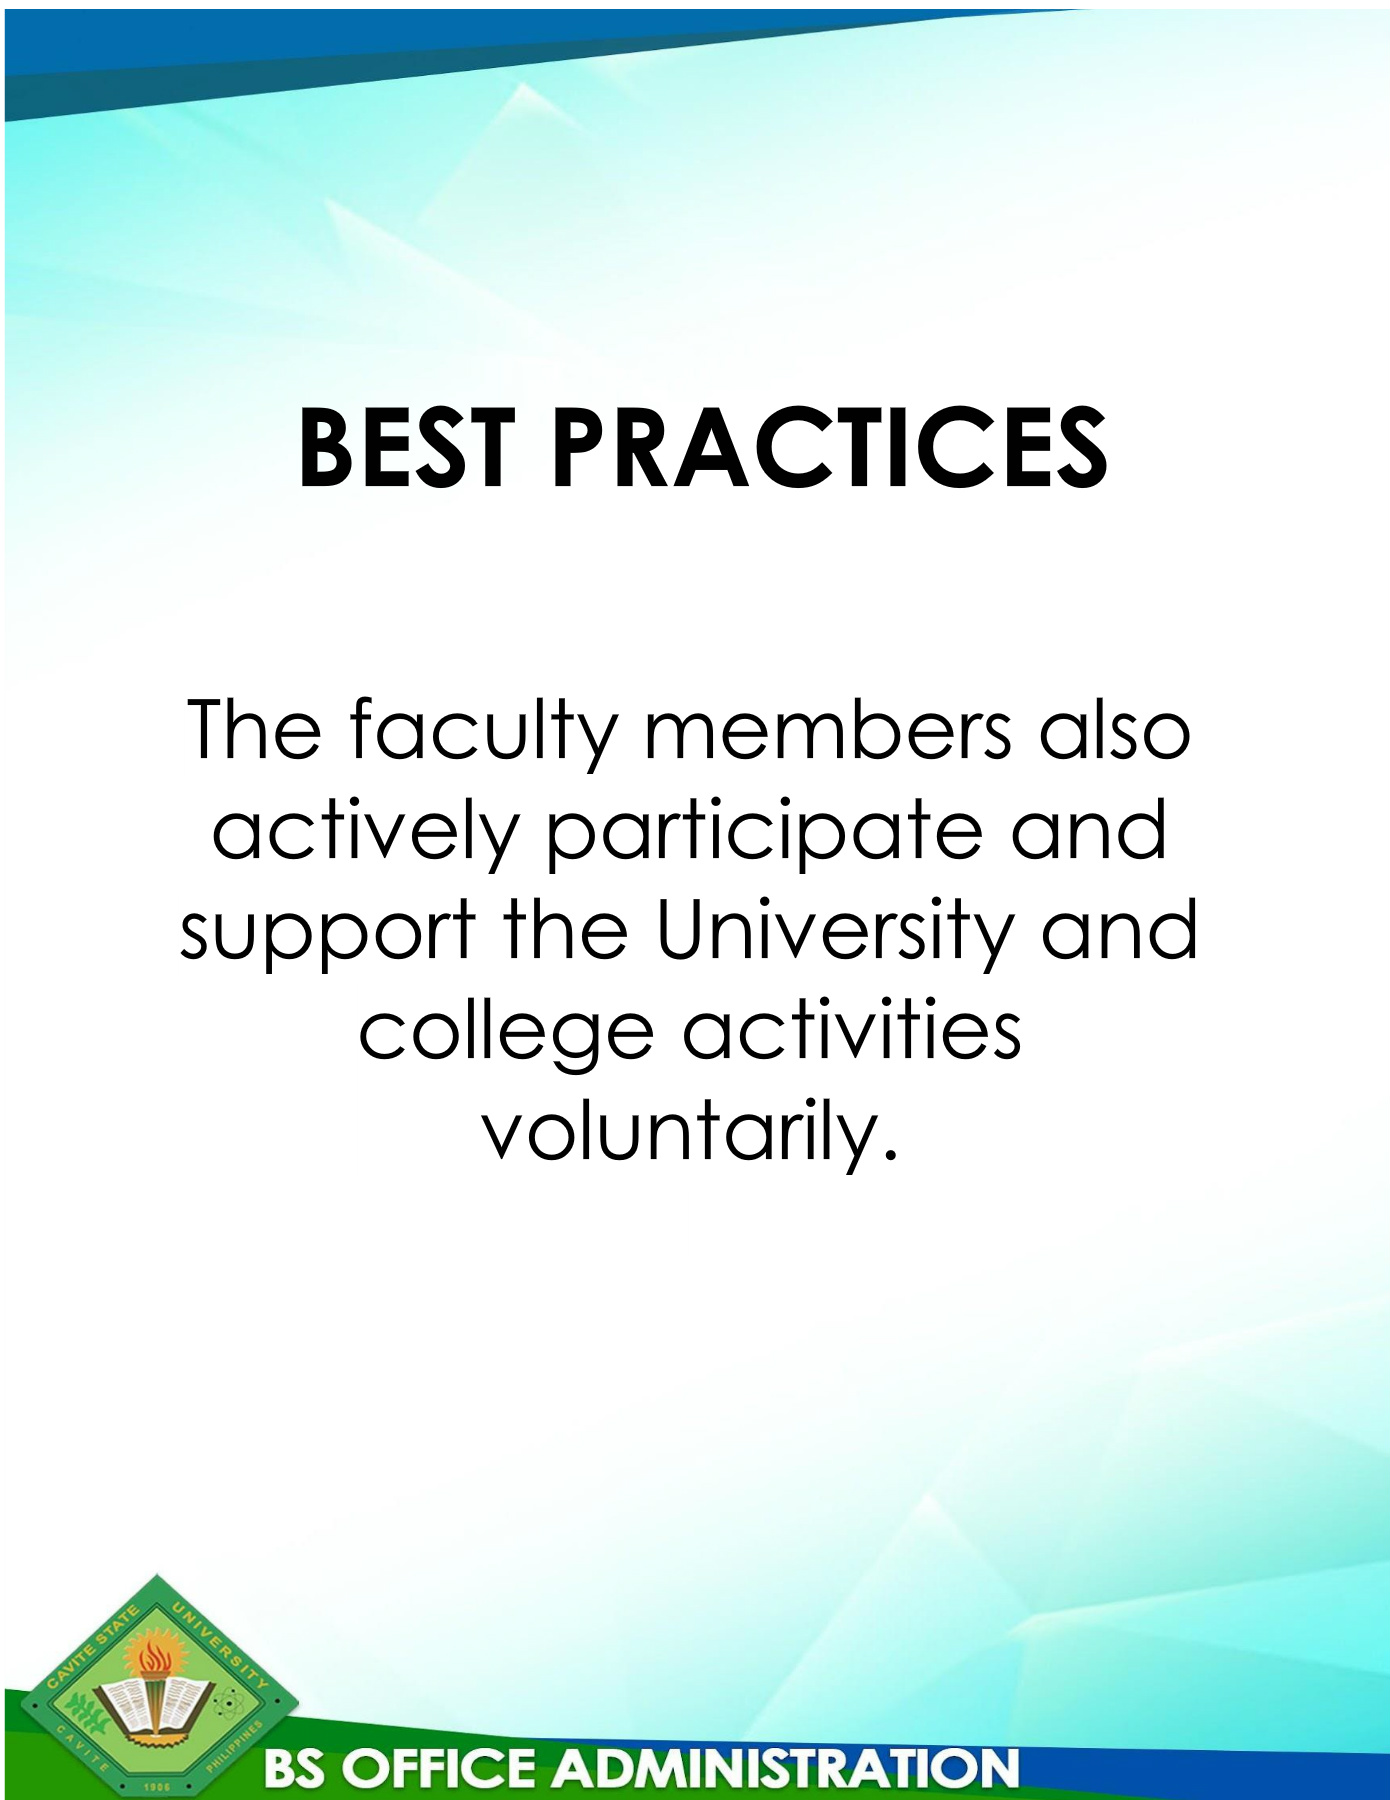 BEST PRACTICES
The faculty members also
actively participate and
support the University and
college activities
voluntarily.
CAVITE STATE UNIVERSITY
CAVITE PHILIPPINES
1906
BS OFFICE ADMINISTRATION